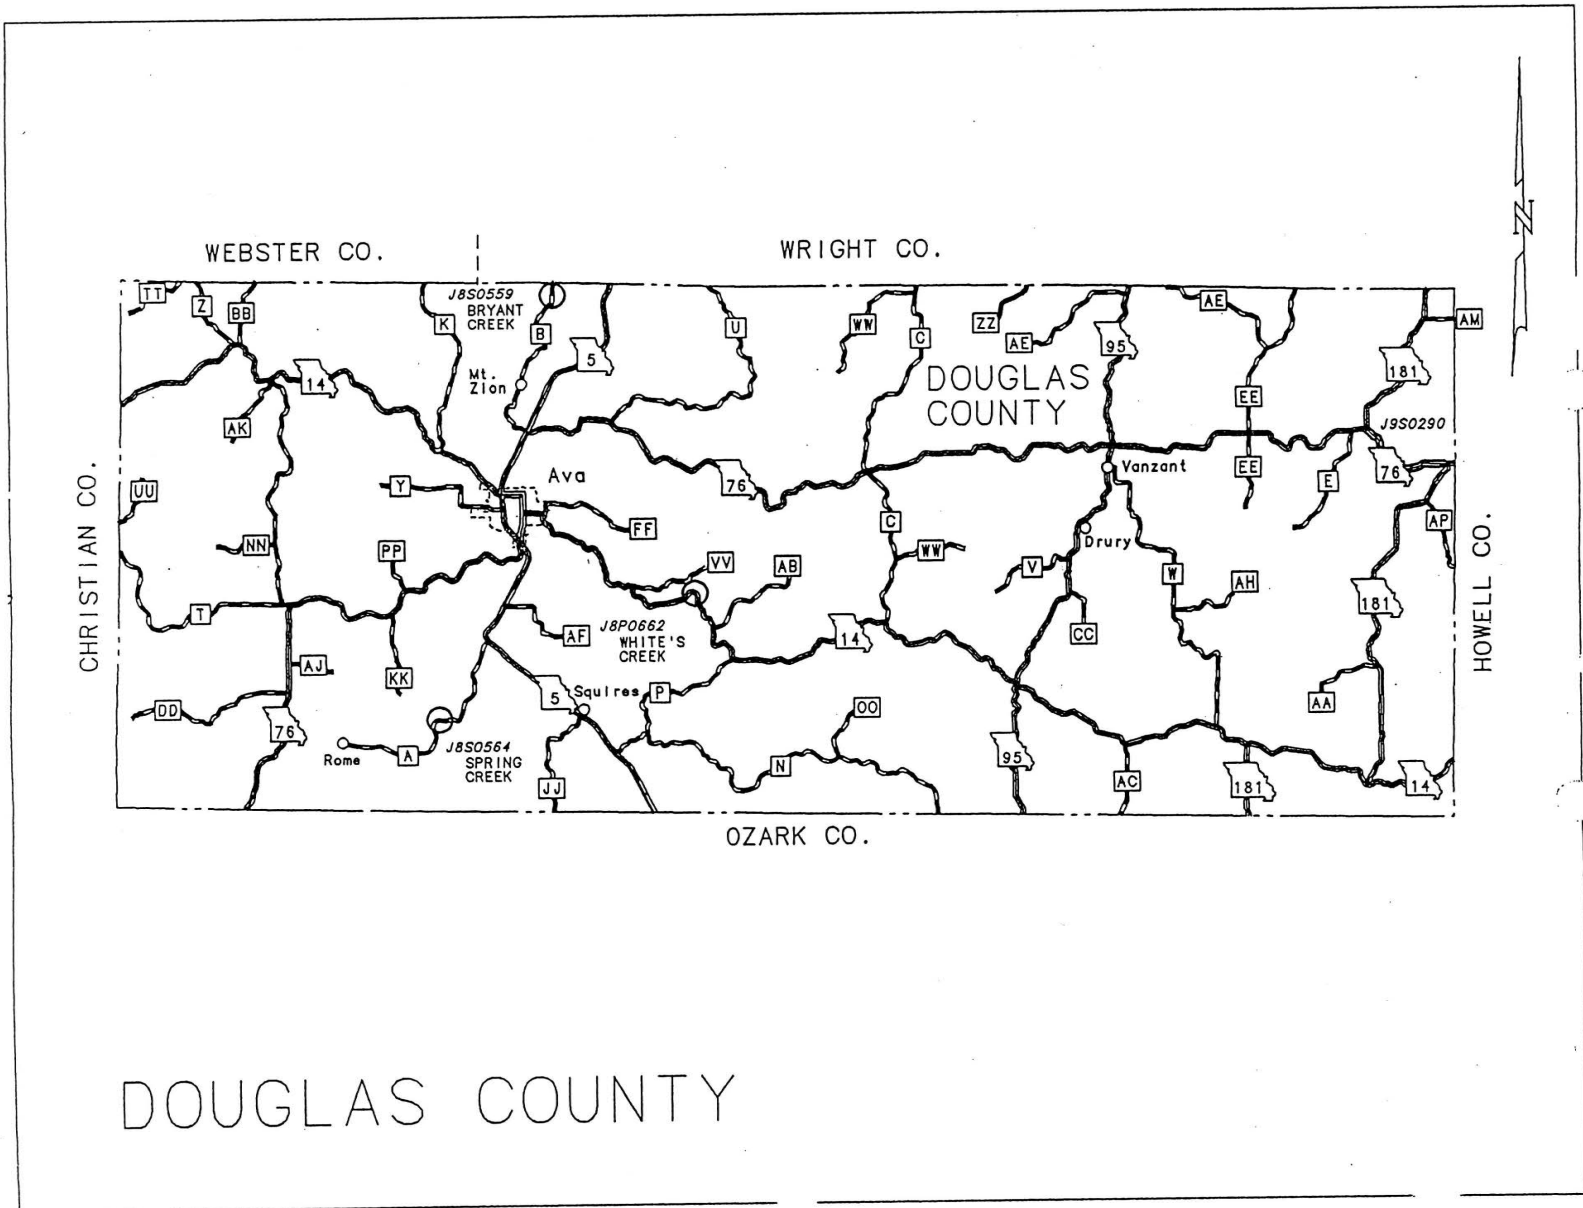 WEBSTER CO.
WRIGHT CO.
N
TT
Z
BB
K
J8S0559
BRYANT
CREEK
B
5
U
WW
C
ZZ
AE
95
AE
AM
14
Mt.
Zion
DOUGLAS
COUNTY
181
EE
AK
J9S0290
Ava
76
Vanzant
EE
E
76
UU
Y
FF
C
AP
CHRISTIAN CO.
NN
PP
VV
AB
WW
Drury
V
W
AH
HOWELL CO.
T
AF
J8P0662
WHITE'S
CREEK
14
CC
181
AJ
KK
5
Squires
P
OO
AA
DD
76
Rome
A
J8S0564
SPRING
CREEK
JJ
N
95
AC
181
14
OZARK CO.
DOUGLAS COUNTY